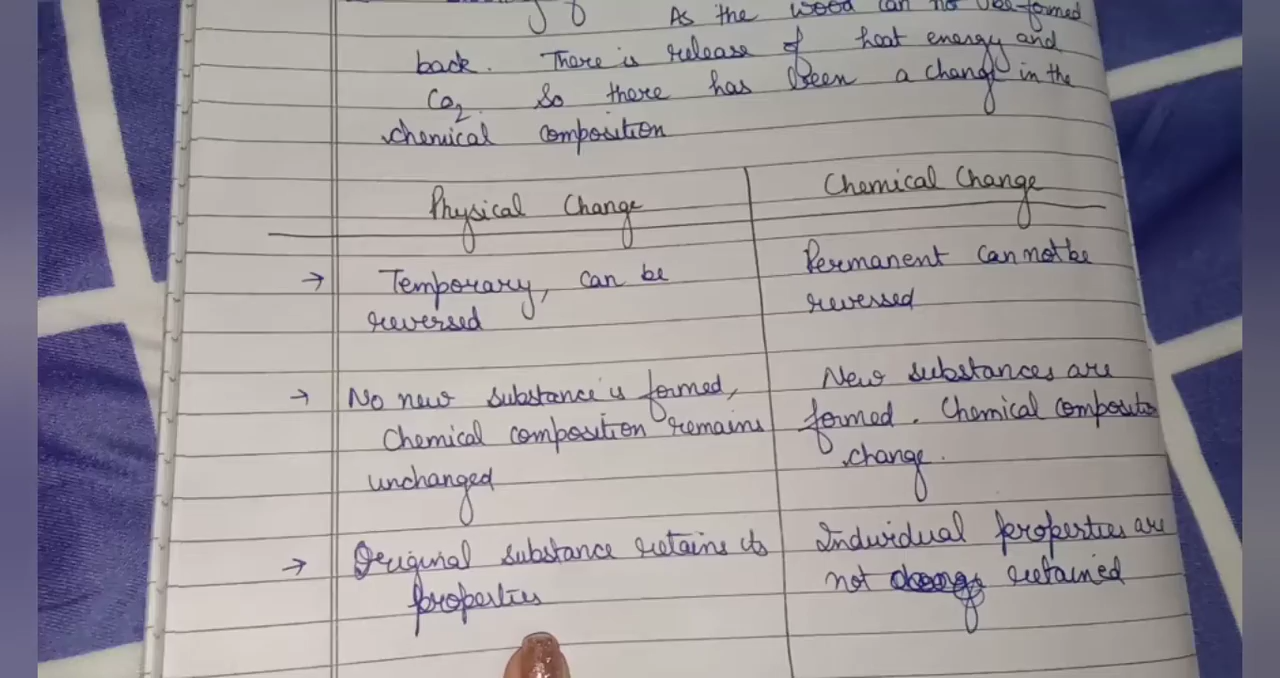 As the wood can no be formed
back. There is release of heat energy and
CO2. So there has been a change in the
chemical composition
Physical Change
Chemical Change
→ Temporary, can be
reversed
Permanent Can not be
reversed
→ No new substance is formed,
Chemical composition remains
unchanged
New substances are
formed. Chemical composition
change.
→ Original substance retains its
properties
Individual properties are
not retained